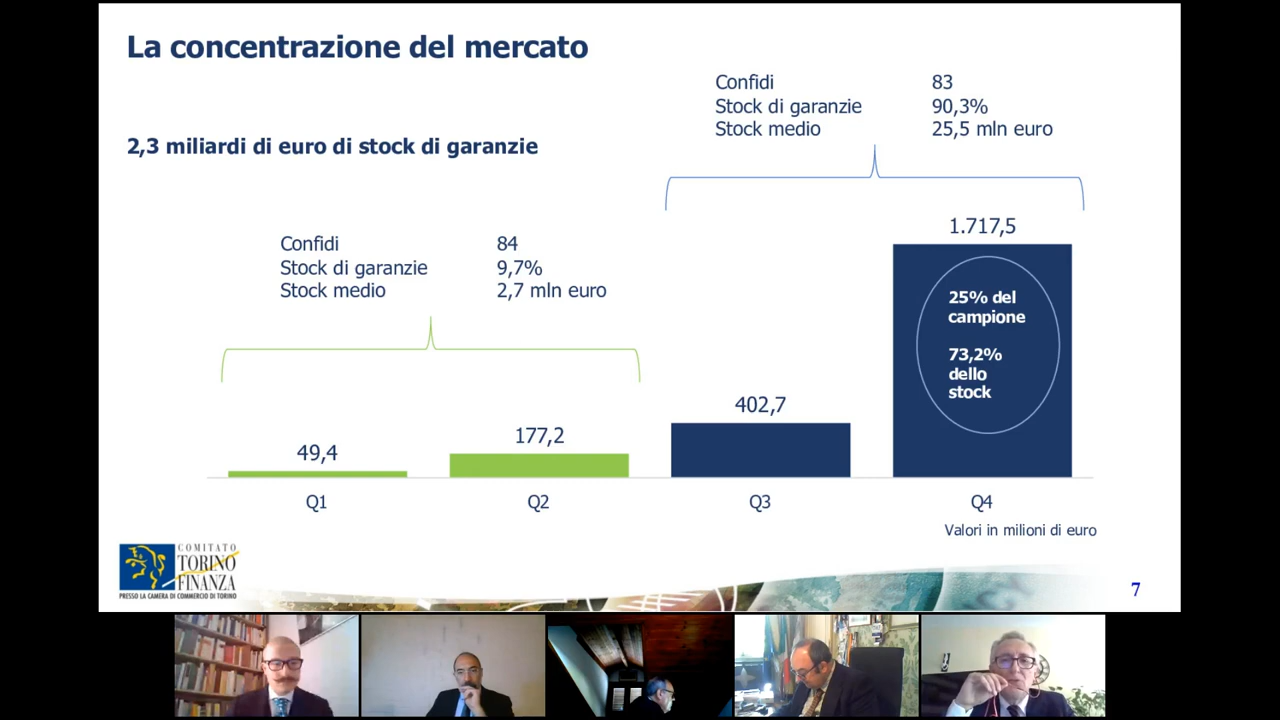 La concentrazione del mercato
2,3 miliardi di euro di stock di garanzie
Confidi 83
Stock di garanzie 90,3%
Stock medio 25,5 mln euro
Confidi 84
Stock di garanzie 9,7%
Stock medio 2,7 mln euro
1.717,5
25% del
campione
73,2%
dello
stock
402,7
177,2
49,4
Q1 Q2 Q3 Q4
Valori in milioni di euro
COMITATO
TORINO
FINANZA
PRESSO LA CAMERA DI COMMERCIO DI TORINO
7